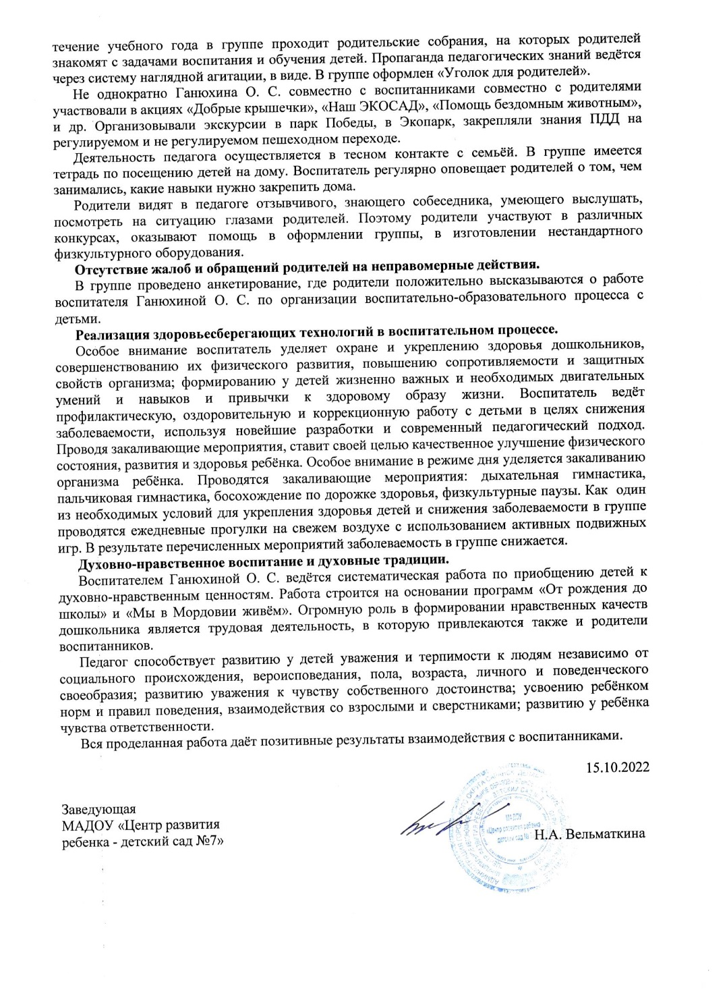 течение учебного года в группе проходит родительские собрания, на которых родителей
знакомят с задачами воспитания и обучения детей. Пропаганда педагогических знаний ведётся
через систему наглядной агитации, в виде. В группе оформлен «Уголок для родителей».
Не однократно Ганюхина О. С. совместно с воспитанниками совместно с родителями
участвовали в акциях «Добрые крышечки», «Наш ЭКОСАД», «Помощь бездомным животным»,
и др. Организовывали экскурсии в парк Победы, в Экопарк, закрепляли знания ПДД на
регулируемом и не регулируемом пешеходном переходе.
Деятельность педагога осуществляется в тесном контакте с семьёй. В группе имеется
тетрадь по посещению детей на дому. Воспитатель регулярно оповещает родителей о том, чем
занимались, какие навыки нужно закрепить дома.
Родители видят в педагоге отзывчивого, знающего собеседника, умеющего выслушать,
посмотреть на ситуацию глазами родителей. Поэтому родители участвуют в различных
конкурсах, оказывают помощь в оформлении группы, в изготовлении нестандартного
физкультурного оборудования.
Отсутствие жалоб и обращений родителей на неправомерные действия.
В группе проведено анкетирование, где родители положительно высказываются о работе
воспитателя Ганюхиной О. С. по организации воспитательно-образовательного процесса с
детьми.
Реализация здоровьесберегающих технологий в воспитательном процессе.
Особое внимание воспитатель уделяет охране и укреплению здоровья дошкольников,
совершенствованию их физического развития, повышению сопротивляемости и защитных
свойств организма; формированию у детей жизненно важных и необходимых двигательных
умений и навыков и привычки к здоровому образу жизни. Воспитатель ведёт
профилактическую, оздоровительную и коррекционную работу с детьми в целях снижения
заболеваемости, используя новейшие разработки и современный педагогический подход.
Проводя закаливающие мероприятия, ставит своей целью качественное улучшение физического
состояния, развития и здоровья ребёнка. Особое внимание в режиме дня уделяется закаливанию
организма ребёнка. Проводятся закаливающие мероприятия: дыхательная гимнастика,
пальчиковая гимнастика, босохождение по дорожке здоровья, физкультурные паузы. Как один
из необходимых условий для укрепления здоровья детей и снижения заболеваемости в группе
проводятся ежедневные прогулки на свежем воздухе с использованием активных подвижных
игр. В результате перечисленных мероприятий заболеваемость в группе снижается.
Духовно-нравственное воспитание и духовные традиции.
Воспитателем Ганюхиной О. С. ведётся систематическая работа по приобщению детей к
духовно-нравственным ценностям. Работа строится на основании программ «От рождения до
школы» и «Мы в Мордовии живём». Огромную роль в формировании нравственных качеств
дошкольника является трудовая деятельность, в которую привлекаются также и родители
воспитанников.
Педагог способствует развитию у детей уважения и терпимости к людям независимо от
социального происхождения, вероисповедания, пола, возраста, личного и поведенческого
своеобразия; развитию уважения к чувству собственного достоинства; усвоению ребёнком
норм и правил поведения, взаимодействия со взрослыми и сверстниками; развитию у ребёнка
чувства ответственности.
Вся проделанная работа даёт позитивные результаты взаимодействия с воспитанниками.
15.10.2022
Заведующая
МАДОУ «Центр развития
ребенка - детский сад №7»
Н.А. Вельматкина
МАДОУ
«Центр развития ребенка -
детский сад №